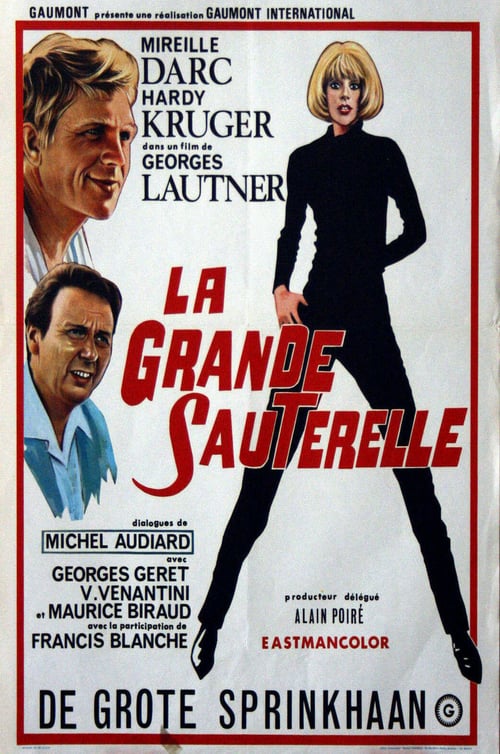 GAUMONT présente une réalisation GAUMONT INTERNATIONAL
MIREILLE
DARC
HARDY
KRUGER
dans un film de
GEORGES
LAUTNER
LA
GRANDE
SAUTERELLE
dialogues de
MICHEL AUDIARD
avec
GEORGES GERET
V. VENANTINI
et MAURICE BIRAUD
avec la participation de
FRANCIS BLANCHE
producteur délégué
ALAIN POIRÉ
EASTMANCOLOR
DE GROTE SPRINKHAAN G